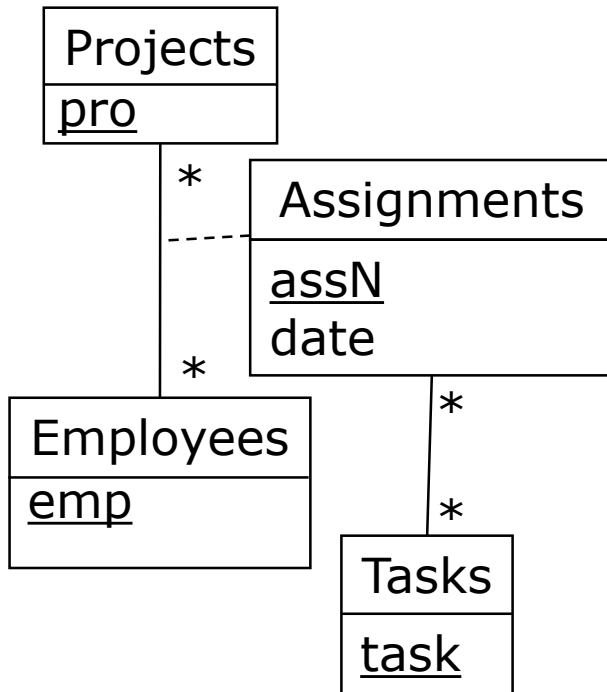 Projects
pro
*
Assignments
assN
date
*
Employees
emp
*
*
Tasks
task